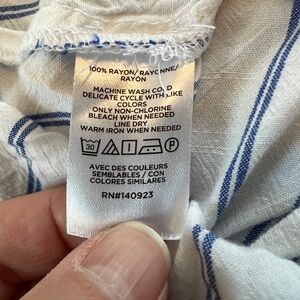 100% RAYON/ RAYONNE/
RAYON
MACHINE WASH COLD
DELICATE CYCLE WITH LIKE
COLORS
ONLY NON-CHLORINE
BLEACH WHEN NEEDED
LINE DRY
WARM IRON WHEN NEEDED
30 P
AVEC DES COULEURS
SEMBLABLES / CON
COLORES SIMILARES
RN#140923